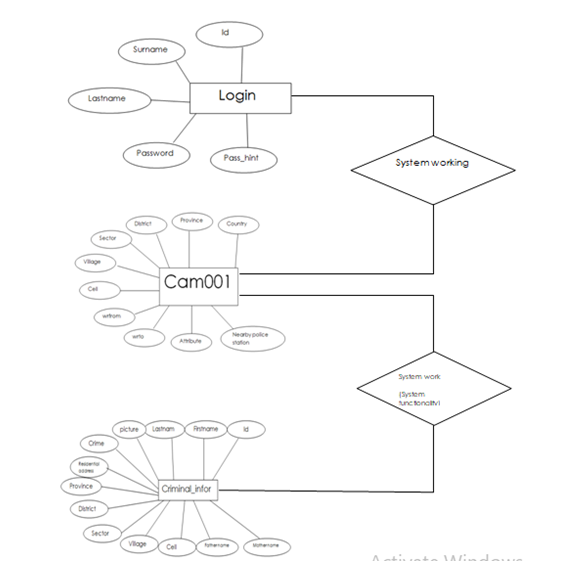 Id
Surname
Login
Lastname
Password
Pass_hint
System working
District
Province
Country
Sector
Village
Cam001
Cell
wrfrom
wrto
Attribute
Nearby police
station
System work
(System
functionality)
picture
Lastnam
Firstname
Id
Crime
Residential
addres
Province
Criminal_infor
District
Sector
Village
Cell
Fathername
Mothername
Activate Windows